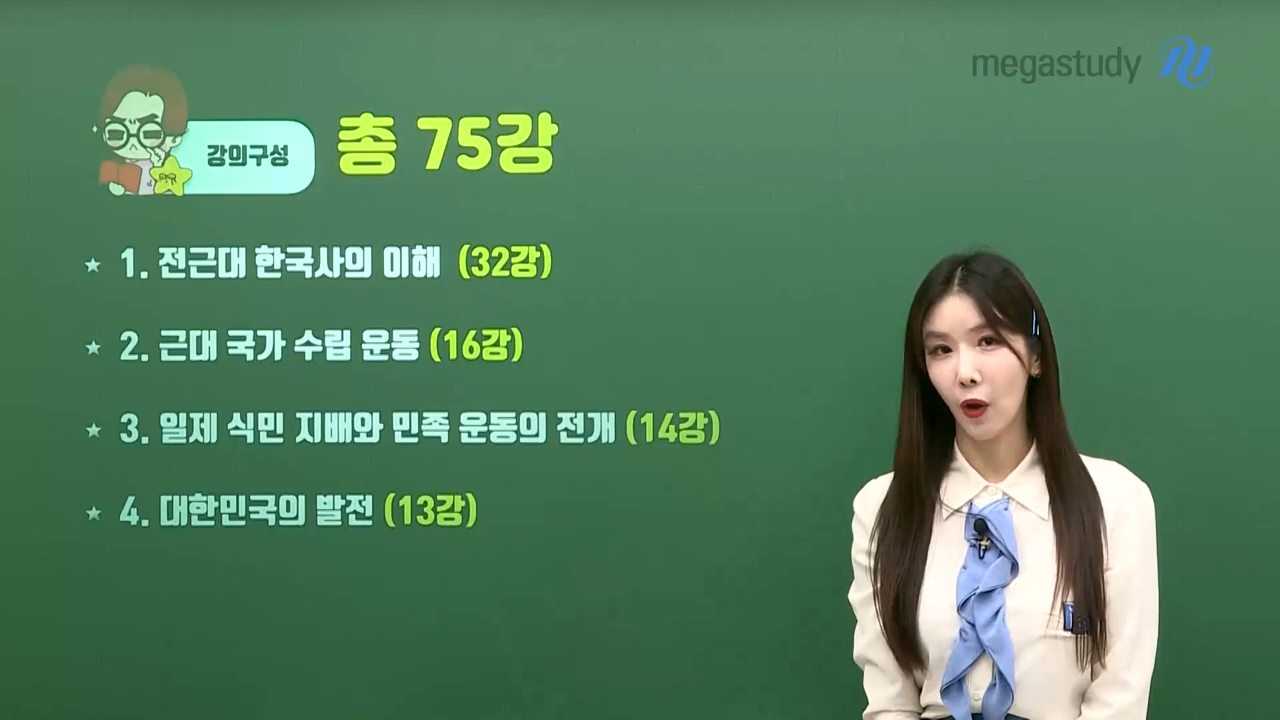 megastudy
강의구성
총 75강
1. 전근대 한국사의 이해 (32강)
2. 근대 국가 수립 운동 (16강)
3. 일제 식민 지배와 민족 운동의 전개 (14강)
4. 대한민국의 발전 (13강)